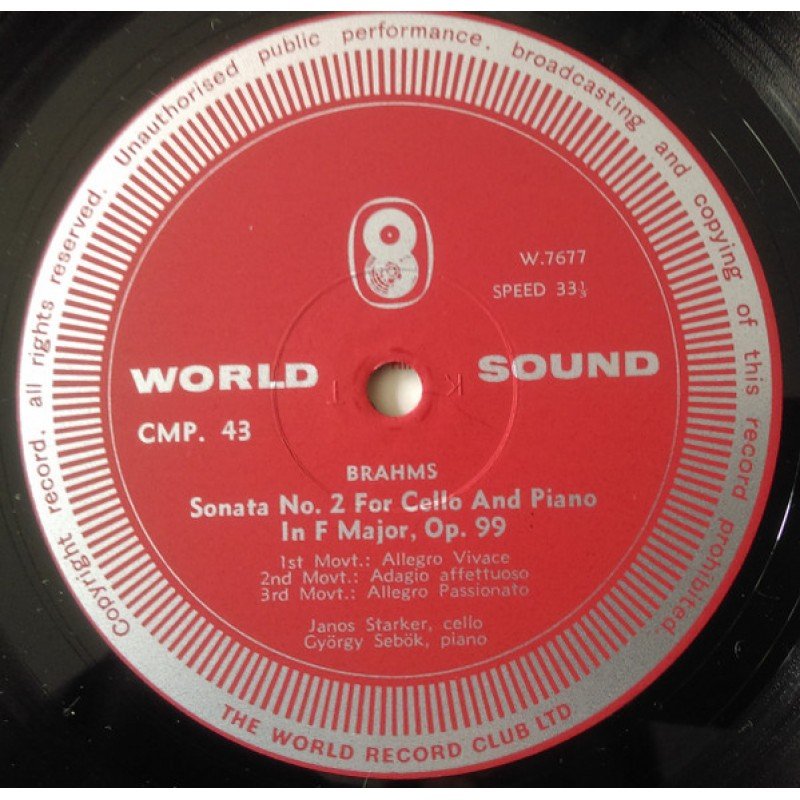 Copyright record. all rights reserved. Unauthorised public performance. broadcasting and copying of this record prohibited.
W.7677
SPEED 33⅓
WORLD SOUND
CMP. 43
K T
BRAHMS
Sonata No. 2 For Cello And Piano
In F Major, Op. 99
1st Movt.: Allegro Vivace
2nd Movt.: Adagio affettuoso
3rd Movt.: Allegro Passionato
Janos Starker, cello
György Sebök, piano
THE WORLD RECORD CLUB LTD